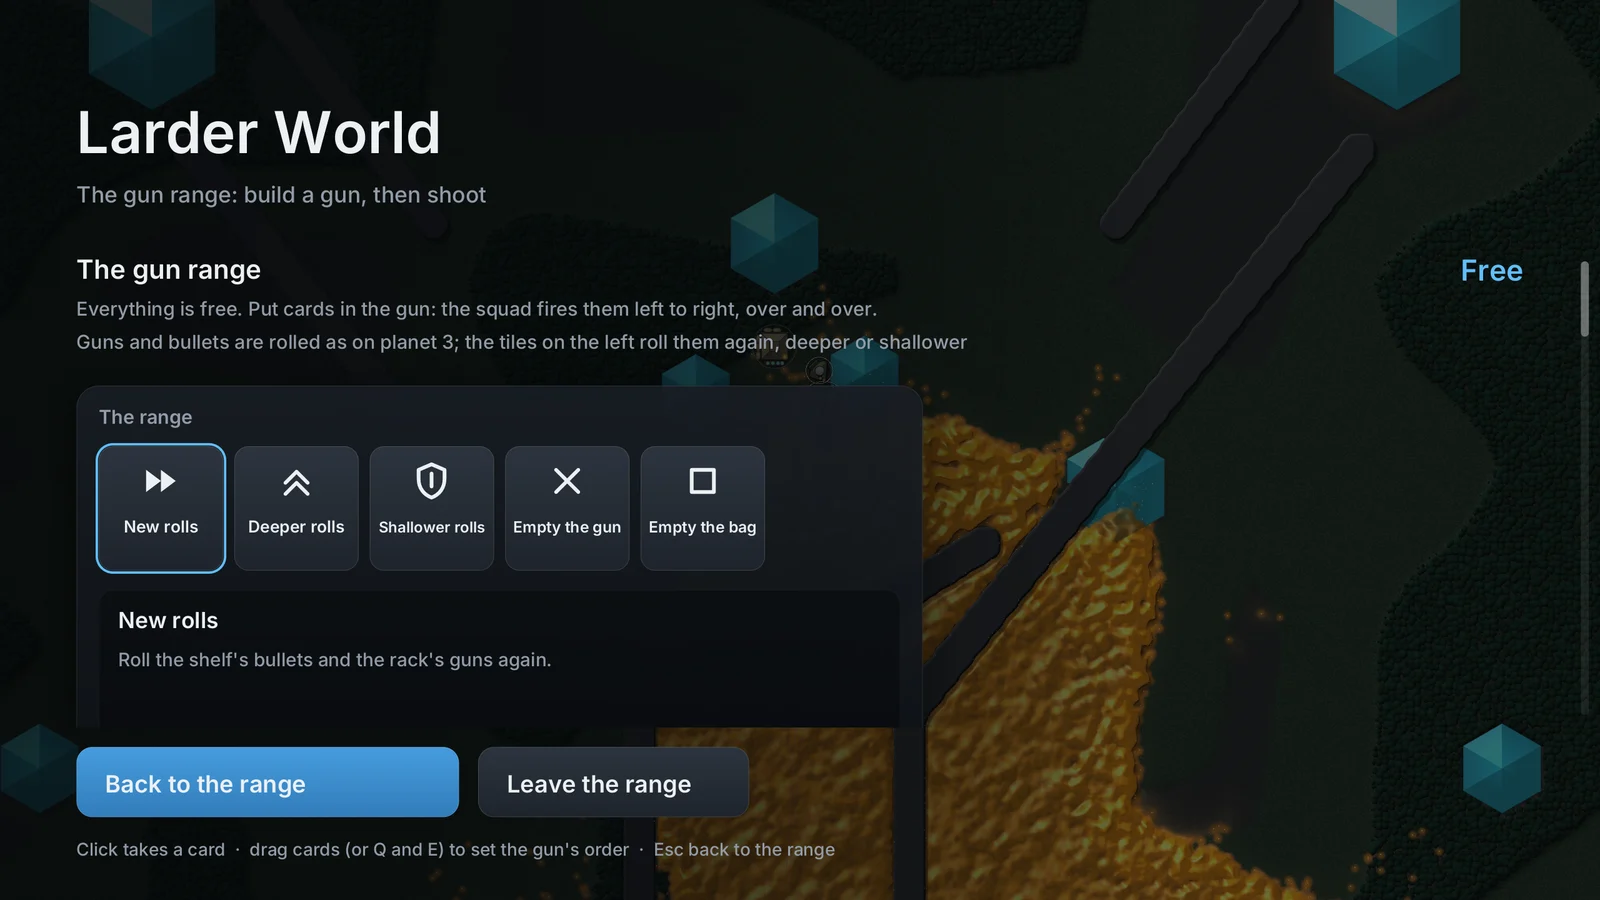 Larder World
The gun range: build a gun, then shoot
The gun range
Free
Everything is free. Put cards in the gun: the squad fires them left to right, over and over.
Guns and bullets are rolled as on planet 3; the tiles on the left roll them again, deeper or shallower
The range
New rolls
Deeper rolls
Shallower rolls
Empty the gun
Empty the bag
New rolls
Roll the shelf's bullets and the rack's guns again.
Back to the range
Leave the range
Click takes a card · drag cards (or Q and E) to set the gun's order · Esc back to the range